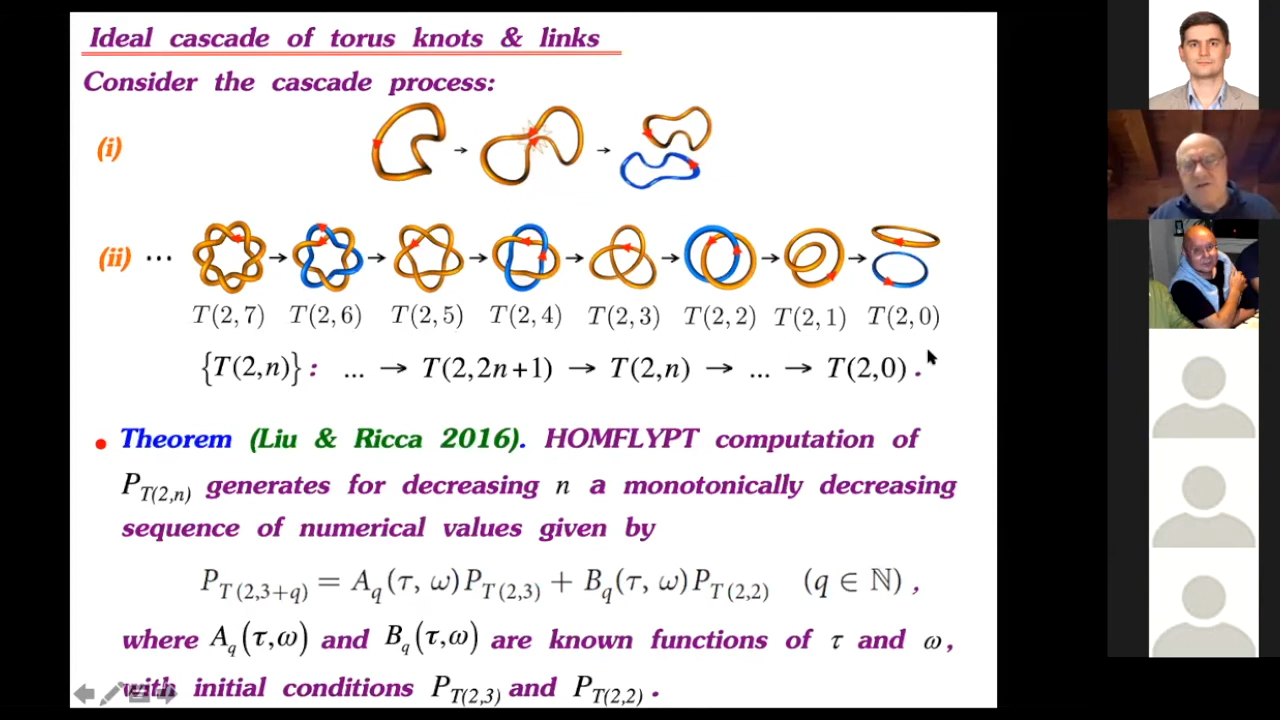 Ideal cascade of torus knots & links
Consider the cascade process:
(i)
(ii) ...
T(2,7) T(2,6) T(2,5) T(2,4) T(2,3) T(2,2) T(2,1) T(2,0)
{T(2,n)} : ... → T(2,2n+1) → T(2,n) → ... → T(2,0) .
• Theorem (Liu & Ricca 2016). HOMFLYPT computation of
P_{T(2,n)} generates for decreasing n a monotonically decreasing
sequence of numerical values given by
P_{T(2,3+q)} = A_q(τ, ω)P_{T(2,3)} + B_q(τ, ω)P_{T(2,2)} (q ∈ ℕ) ,
where A_q(τ,ω) and B_q(τ,ω) are known functions of τ and ω,
with initial conditions P_{T(2,3)} and P_{T(2,2)} .